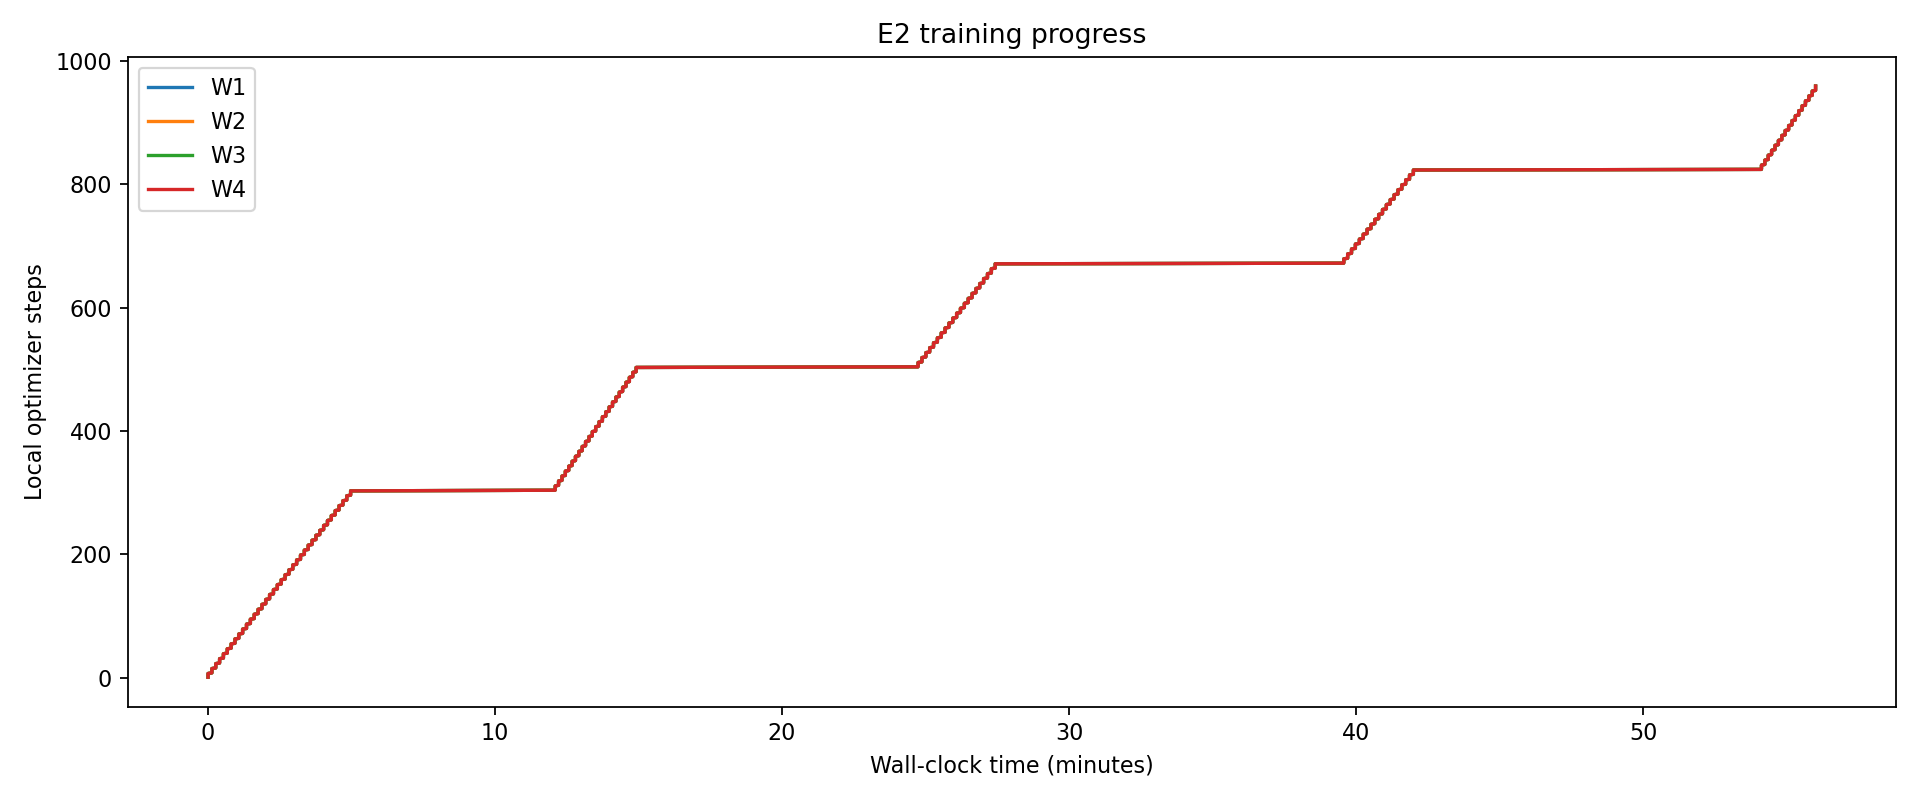 E2 training progress
W1
W2
W3
W4
Local optimizer steps
1000
800
600
400
200
0
0 10 20 30 40 50
Wall-clock time (minutes)